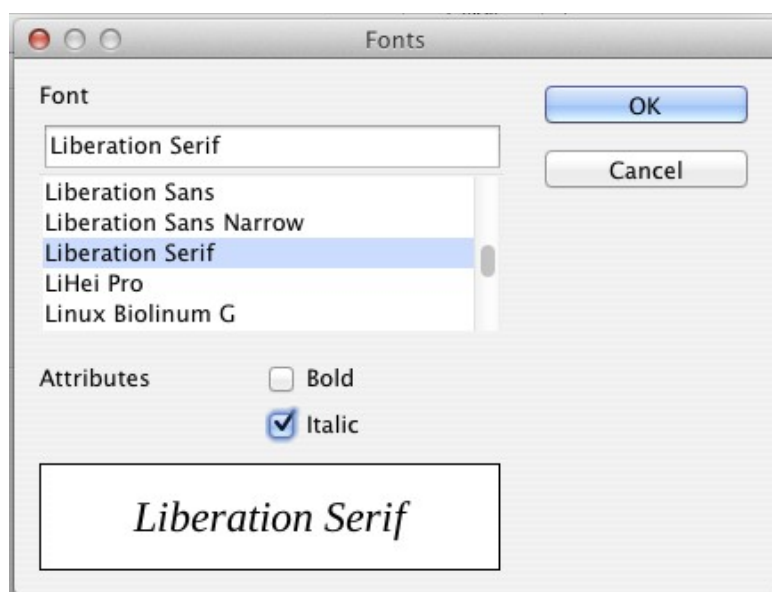 Fonts
Font
OK
Liberation Serif
Cancel
Liberation Sans
Liberation Sans Narrow
Liberation Serif
LiHei Pro
Linux Biolinum G
Attributes
Bold
Italic
Liberation Serif